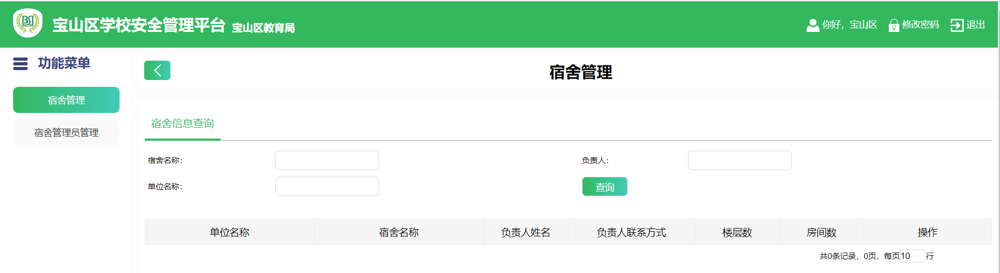 宝山区学校安全管理平台 宝山区教育局
你好，宝山区 修改密码 退出
功能菜单
宿舍管理
宿舍管理
宿舍管理员管理
宿舍信息查询
宿舍名称： 负责人：
单位名称： 查询
单位名称 宿舍名称 负责人姓名 负责人联系方式 楼层数 房间数 操作
共0条记录，0页，每页10行